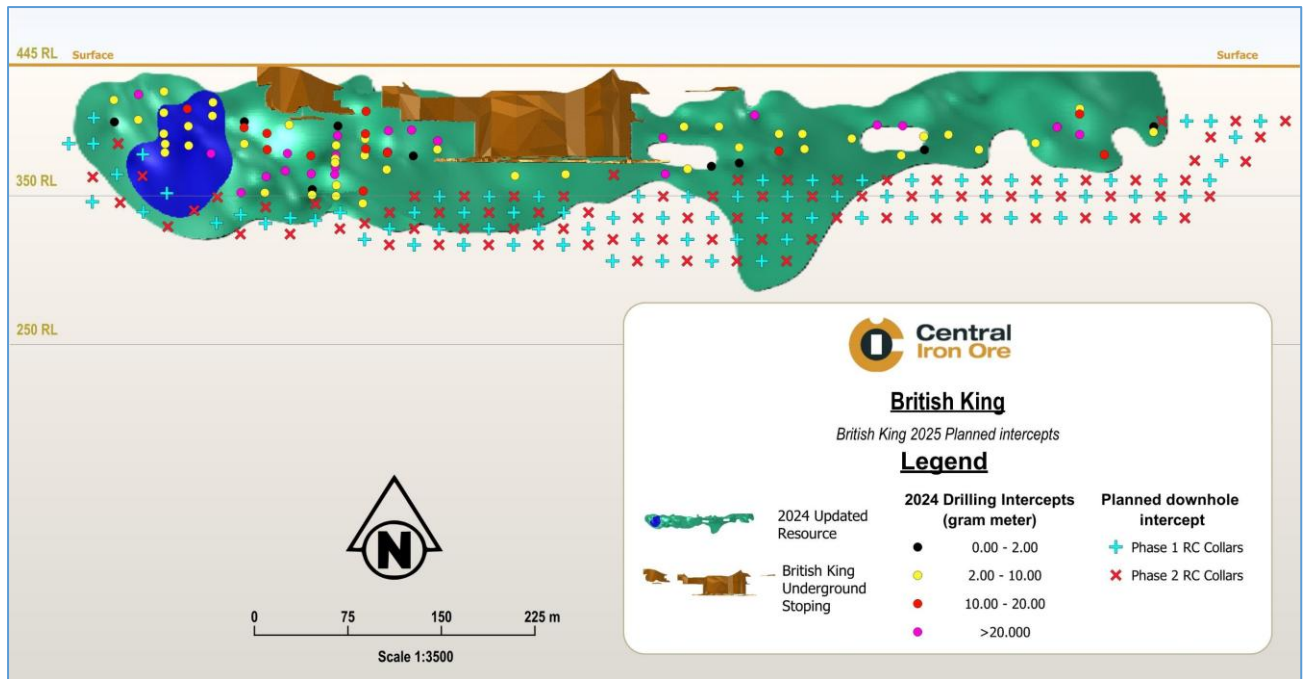 445 RL
Surface
Surface
350 RL
250 RL
Central
Iron Ore
British King
British King 2025 Planned intercepts
Legend
2024 Updated
Resource
British King
Underground
Stoping
2024 Drilling Intercepts
(gram meter)
0.00 - 2.00
2.00 - 10.00
10.00 - 20.00
>20.000
Planned downhole
intercept
Phase 1 RC Collars
Phase 2 RC Collars
N
0 75 150 225 m
Scale 1:3500